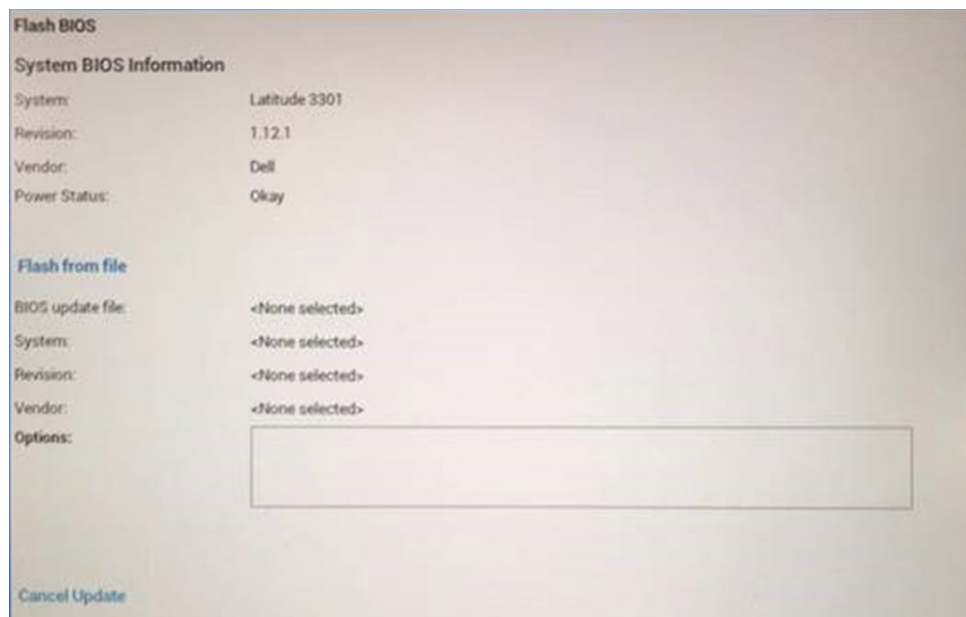 Flash BIOS
System BIOS Information
System: Latitude 3301
Revision: 1.12.1
Vendor: Dell
Power Status: Okay
Flash from file
BIOS update file: <None selected>
System: <None selected>
Revision: <None selected>
Vendor: <None selected>
Options:
Cancel Update